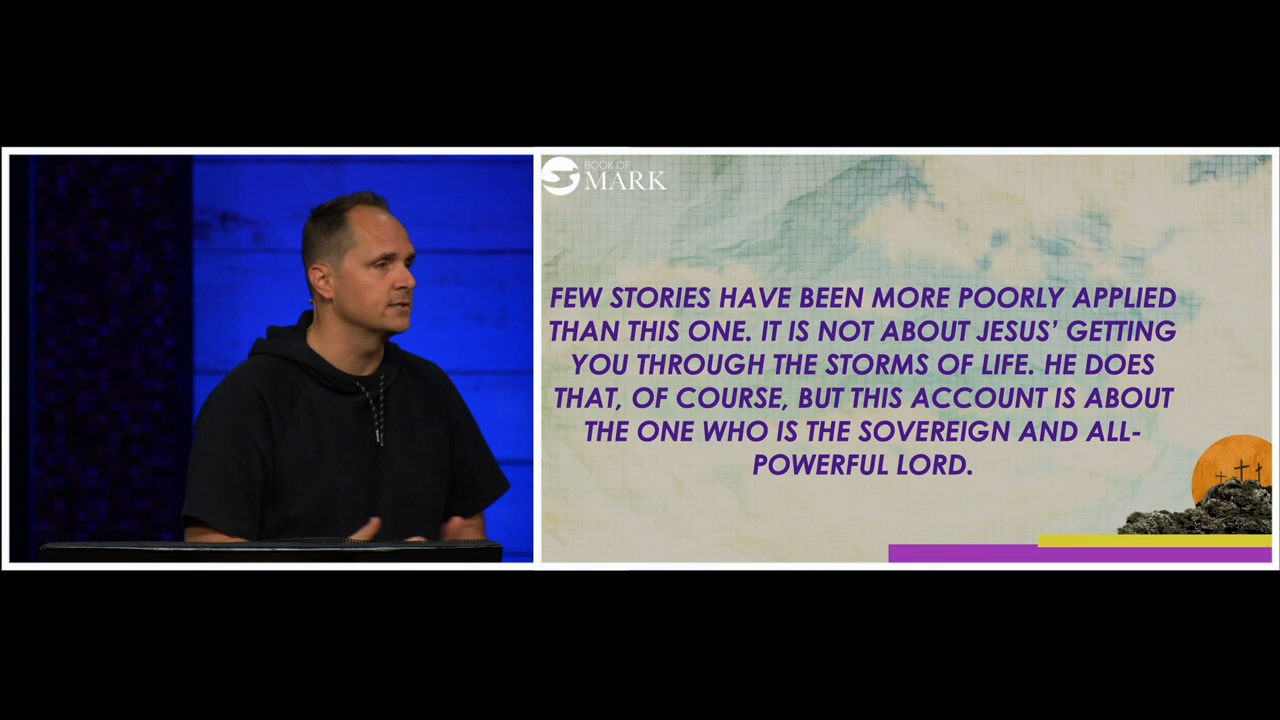 BOOK OF
MARK
FEW STORIES HAVE BEEN MORE POORLY APPLIED
THAN THIS ONE. IT IS NOT ABOUT JESUS’ GETTING
YOU THROUGH THE STORMS OF LIFE. HE DOES
THAT, OF COURSE, BUT THIS ACCOUNT IS ABOUT
THE ONE WHO IS THE SOVEREIGN AND ALL-
POWERFUL LORD.